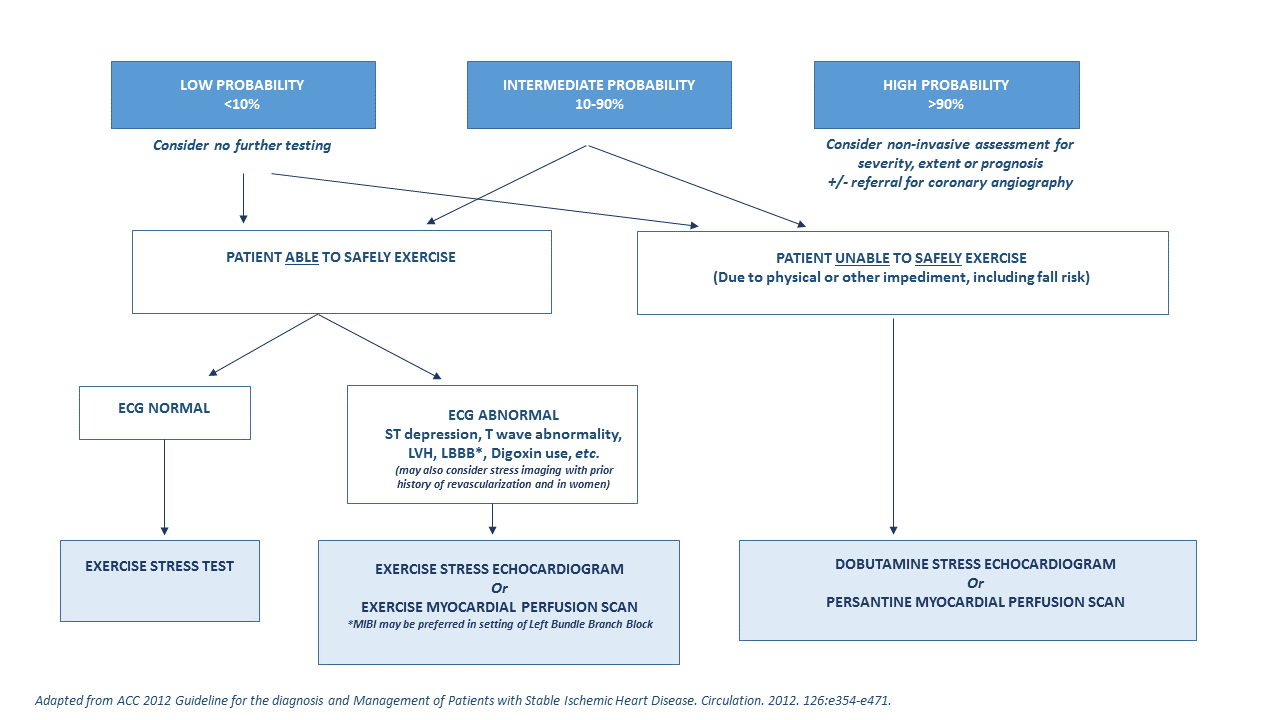 LOW PROBABILITY
<10%
INTERMEDIATE PROBABILITY
10-90%
HIGH PROBABILITY
>90%
Consider no further testing
Consider non-invasive assessment for
severity, extent or prognosis
+/- referral for coronary angiography
PATIENT ABLE TO SAFELY EXERCISE
PATIENT UNABLE TO SAFELY EXERCISE
(Due to physical or other impediment, including fall risk)
ECG NORMAL
ECG ABNORMAL
ST depression, T wave abnormality,
LVH, LBBB*, Digoxin use, etc.
(may also consider stress imaging with prior
history of revascularization and in women)
EXERCISE STRESS TEST
EXERCISE STRESS ECHOCARDIOGRAM
Or
EXERCISE MYOCARDIAL PERFUSION SCAN
*MIBI may be preferred in setting of Left Bundle Branch Block
DOBUTAMINE STRESS ECHOCARDIOGRAM
Or
PERSANTINE MYOCARDIAL PERFUSION SCAN
Adapted from ACC 2012 Guideline for the diagnosis and Management of Patients with Stable Ischemic Heart Disease. Circulation. 2012. 126:e354-e471.